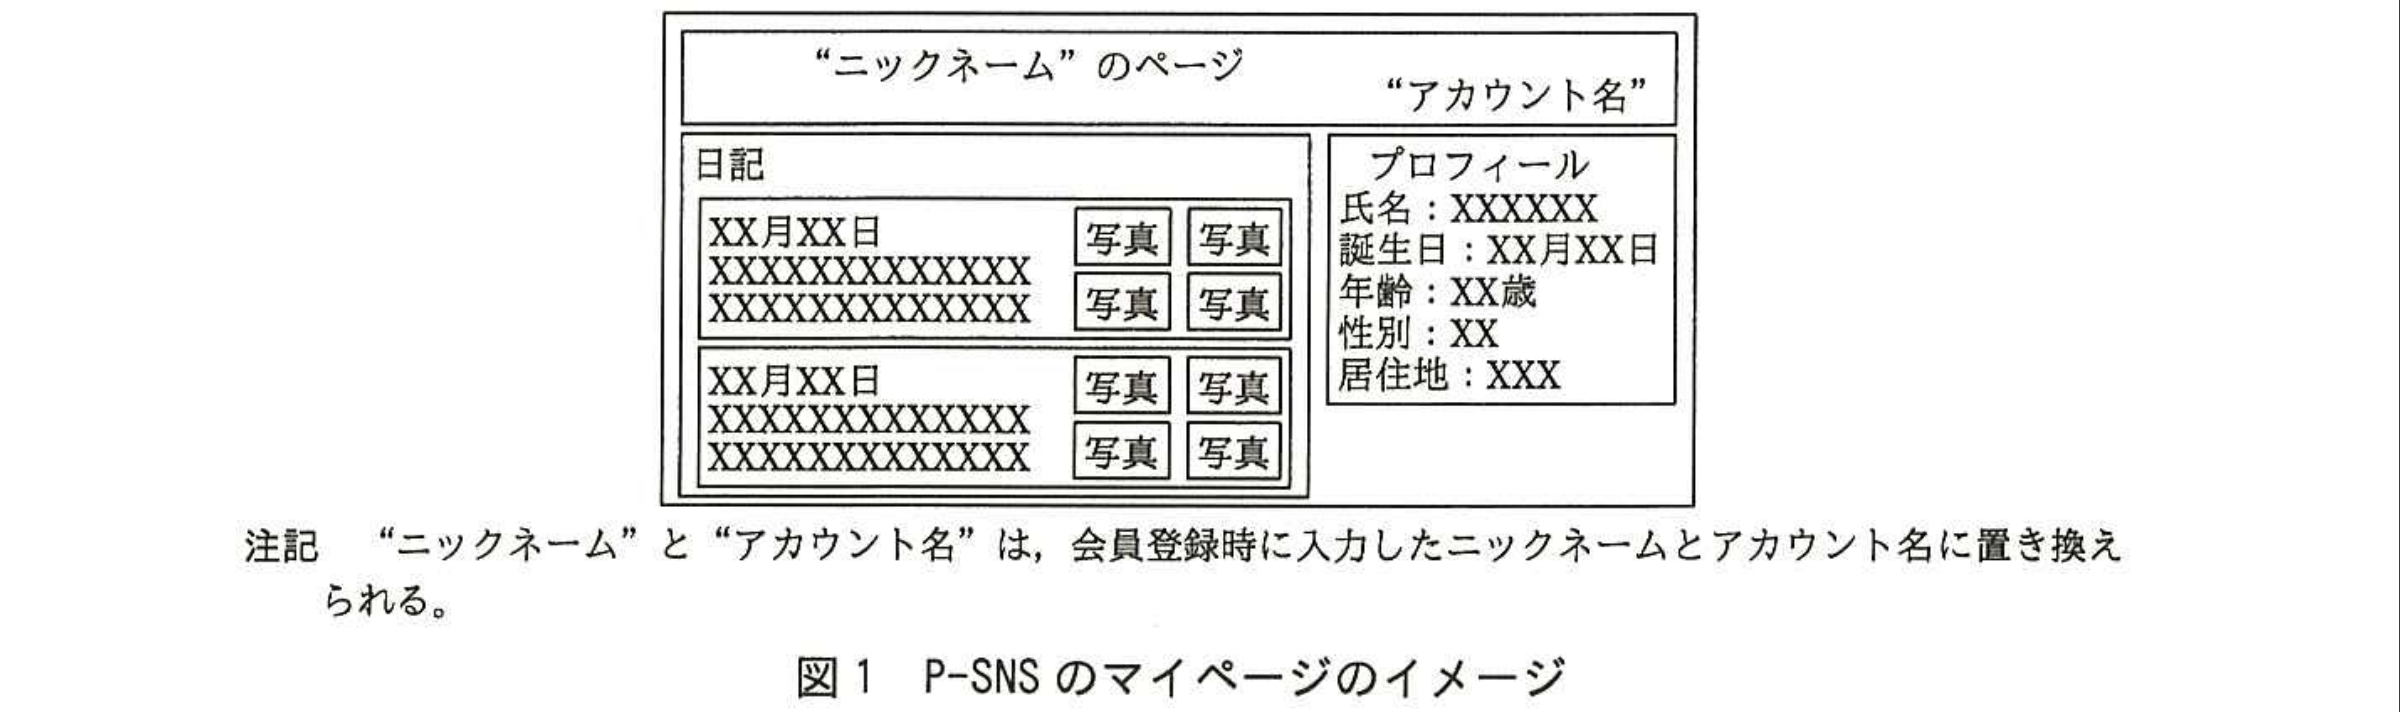 “ニックネーム”のページ
“アカウント名”
日記
XX月XX日
XXXXXXXXXXXXX
XXXXXXXXXXXXX
写真 写真
写真 写真
XX月XX日
XXXXXXXXXXXXX
XXXXXXXXXXXXX
写真 写真
写真 写真
プロフィール
氏名：XXXXXX
誕生日：XX月XX日
年齢：XX歳
性別：XX
居住地：XXX
注記　“ニックネーム”と“アカウント名”は，会員登録時に入力したニックネームとアカウント名に置き換え
られる。
図1　P-SNSのマイページのイメージ